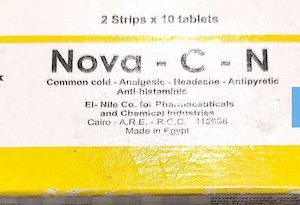 2 Strips x 10 tablets
Nova - C - N
Common cold - Analgesic - Headache - Antipyretic
Anti-histaminic
El- Nile Co. for Pharmaceuticals
and Chemical Industries
Cairo - A.R.E. - R.C.C. 115638
Made in Egypt